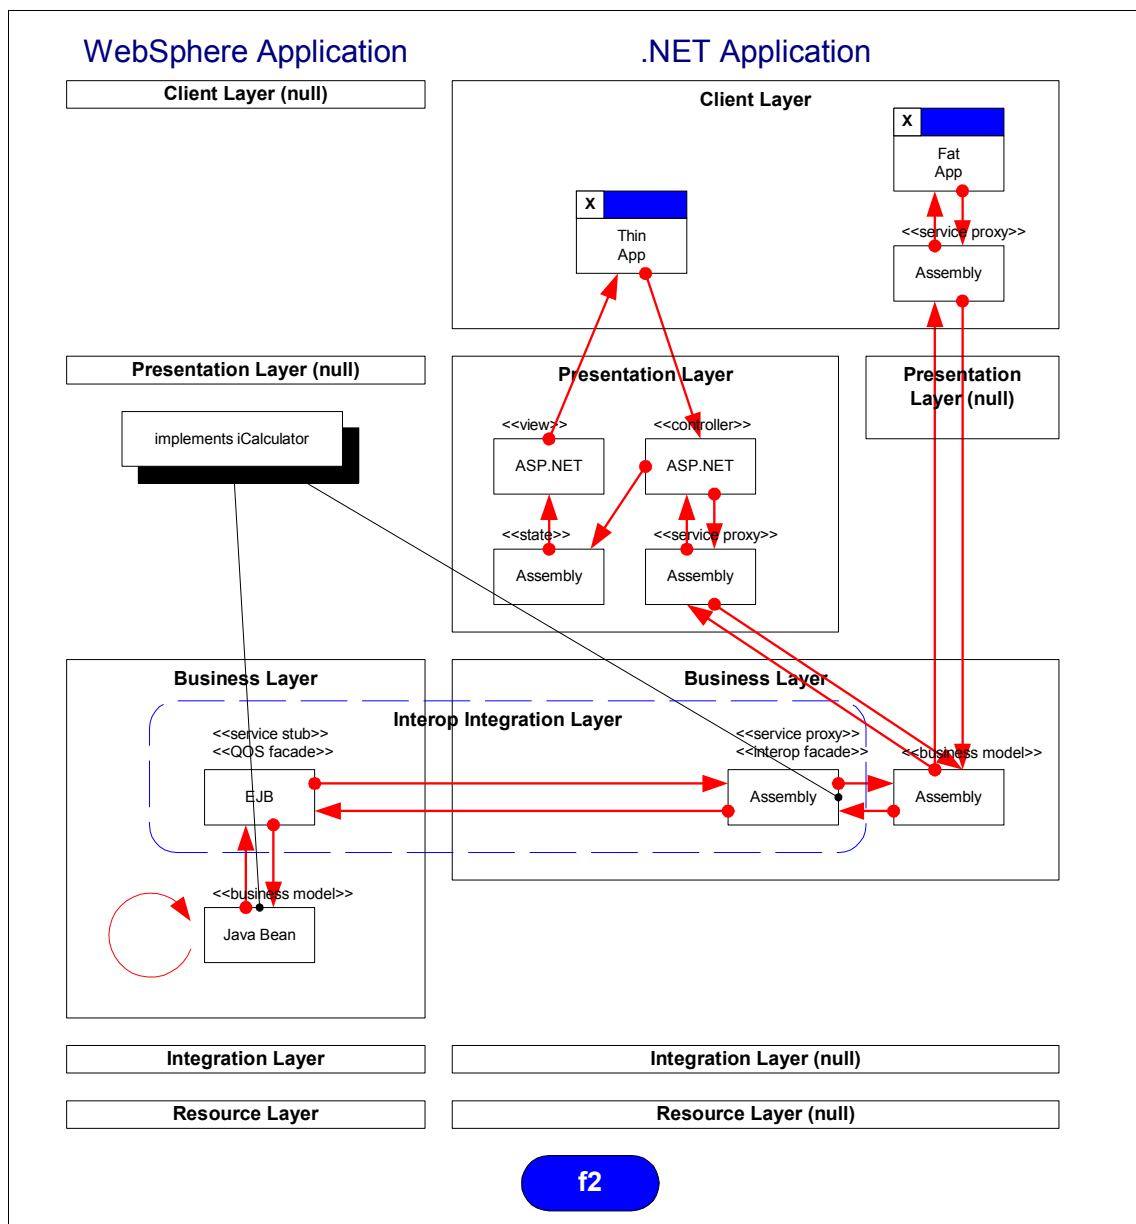 WebSphere Application
.NET Application
Client Layer (null)
Client Layer
X
Fat
App
<<service proxy>>
Assembly
X
Thin
App
Presentation Layer (null)
Presentation Layer
Presentation
Layer (null)
implements iCalculator
<<view>>
<<controller>>
ASP.NET
ASP.NET
<<state>>
<<service proxy>>
Assembly
Assembly
Business Layer
Business Layer
Interop Integration Layer
<<service stub>>
<<QOS facade>>
<<service proxy>>
<<interop facade>>
<<business model>>
EJB
Assembly
Assembly
<<business model>>
Java Bean
Integration Layer
Integration Layer (null)
Resource Layer
Resource Layer (null)
f2